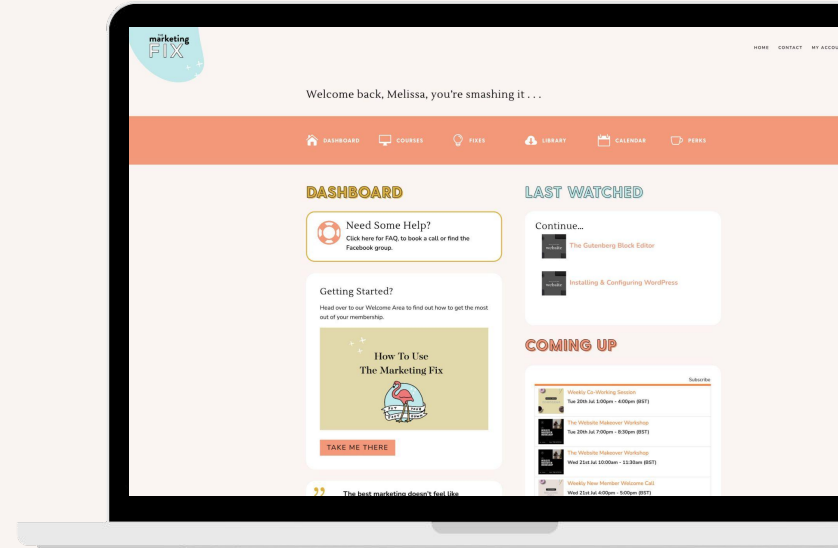 THE
marketing
FIX
HOME CONTACT MY ACCOU
Welcome back, Melissa, you're smashing it . . .
DASHBOARD COURSES FIXES LIBRARY CALENDAR PERKS
DASHBOARD
Need Some Help?
Click here for FAQ, to book a call or find the
Facebook group.
Getting Started?
Head over to our Welcome Area to find out how to get the most
out of your membership.
How To Use
The Marketing Fix
TAKE ME THERE
The best marketing doesn't feel like
LAST WATCHED
Continue...
website
The Gutenberg Block Editor
website
Installing & Configuring WordPress
COMING UP
Subscribe
Weekly Co-Working Session
Tue 20th Jul 1:00pm - 4:00pm (BST)
The Website Makeover Workshop
Tue 20th Jul 7:00pm - 8:30pm (BST)
The Website Makeover Workshop
Wed 21st Jul 10:00am - 11:30am (BST)
Weekly New Member Welcome Call
Wed 21st Jul 4:00pm - 5:00pm (BST)